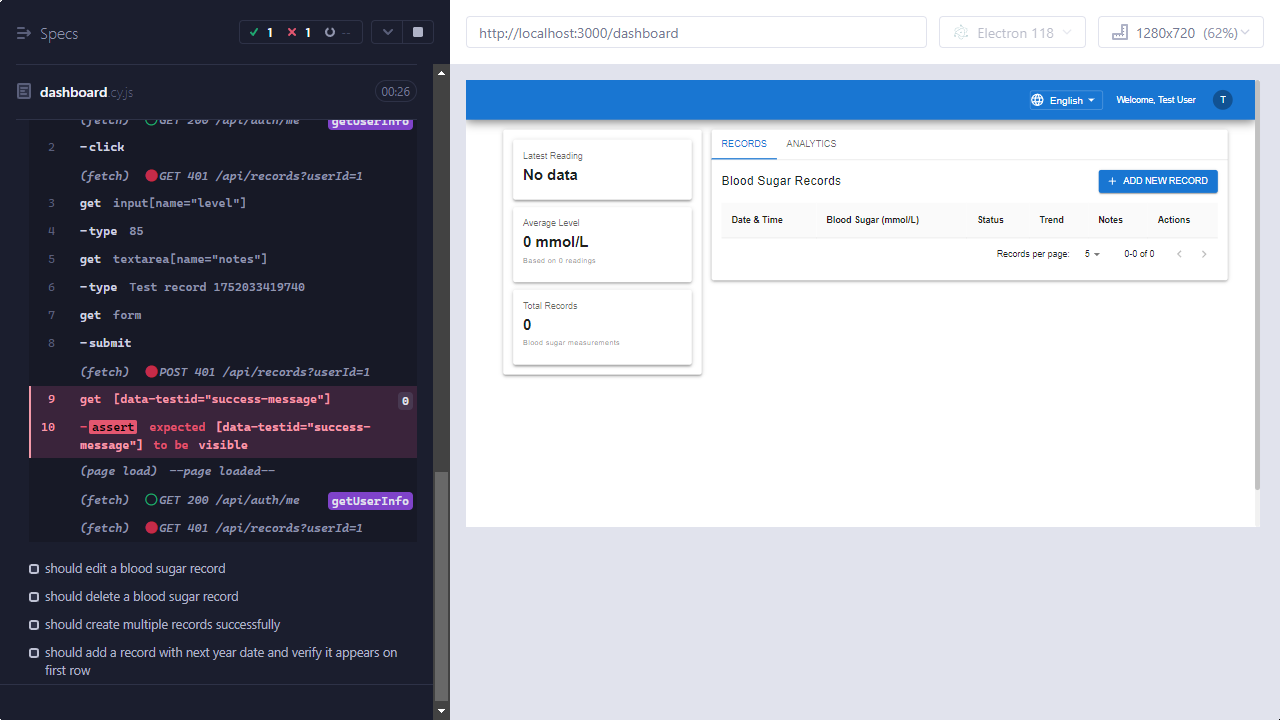 Specs
1
1
--
dashboard.cy.js
00:26
(fetch) GET 200 /api/auth/me getUserInfo
2 -click
(fetch) GET 401 /api/records?userId=1
3 get input[name="level"]
4 -type 85
5 get textarea[name="notes"]
6 -type Test record 1752033419740
7 get form
8 -submit
(fetch) POST 401 /api/records?userId=1
9 get [data-testid="success-message"] 0
10 -assert expected [data-testid="success-
message"] to be visible
(page load) --page loaded--
(fetch) GET 200 /api/auth/me getUserInfo
(fetch) GET 401 /api/records?userId=1
should edit a blood sugar record
should delete a blood sugar record
should create multiple records successfully
should add a record with next year date and verify it appears on
first row
http://localhost:3000/dashboard
Electron 118
1280x720 (62%)
English
Welcome, Test User
T
Latest Reading
No data
Average Level
0 mmol/L
Based on 0 readings
Total Records
0
Blood sugar measurements
RECORDS ANALYTICS
Blood Sugar Records
+ ADD NEW RECORD
Date & Time Blood Sugar (mmol/L) Status Trend Notes Actions
Records per page: 5 0-0 of 0